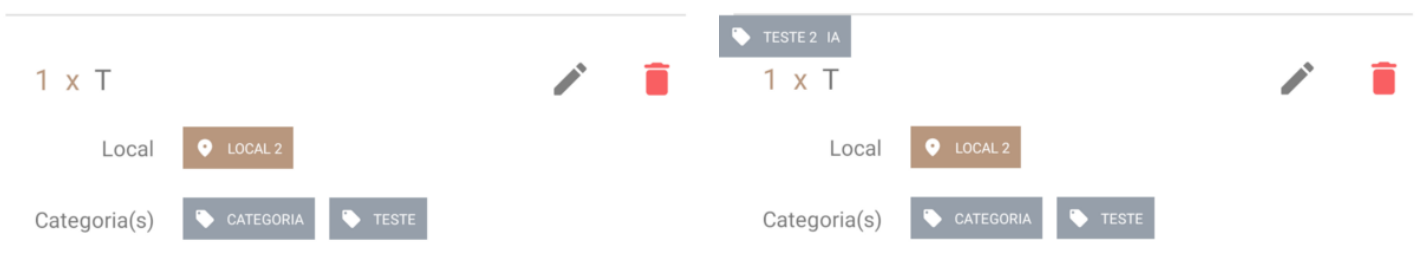 1 x T
Local LOCAL 2
Categoria(s) CATEGORIA TESTE
TESTE 2 IA
1 x T
Local LOCAL 2
Categoria(s) CATEGORIA TESTE